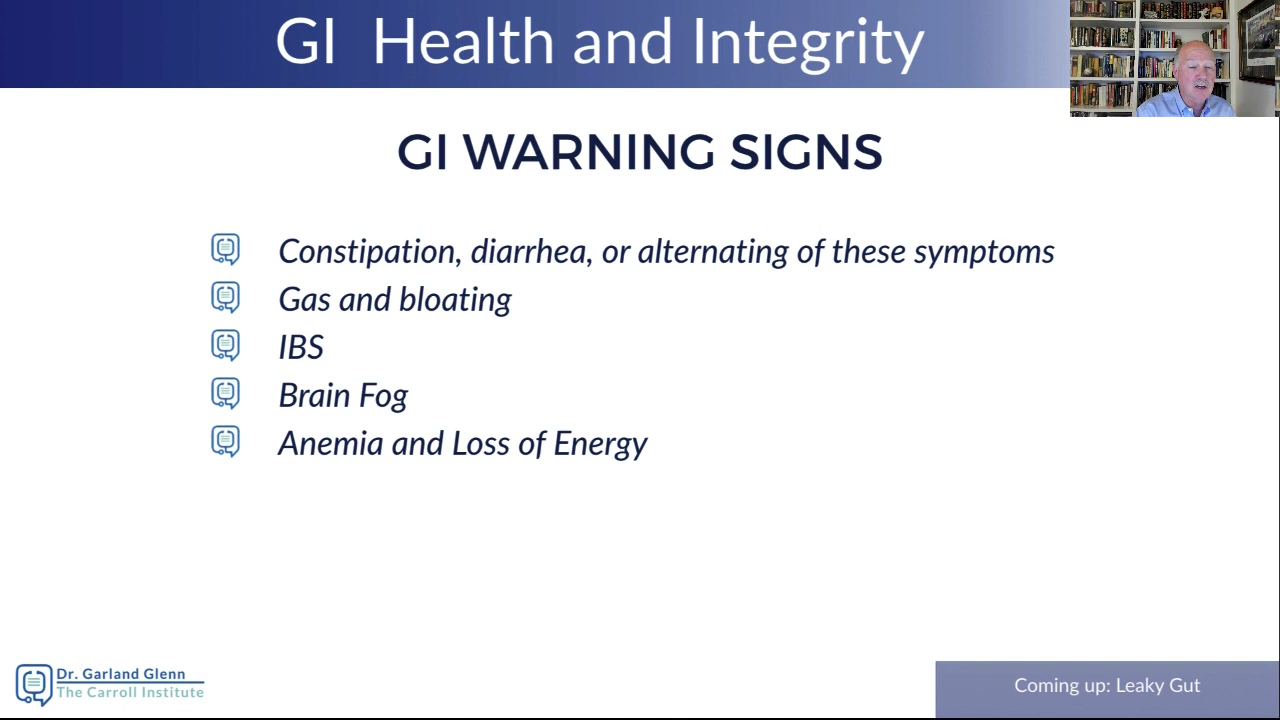 GI Health and Integrity
GI WARNING SIGNS
Constipation, diarrhea, or alternating of these symptoms
Gas and bloating
IBS
Brain Fog
Anemia and Loss of Energy
Dr. Garland Glenn
The Carroll Institute
Coming up: Leaky Gut